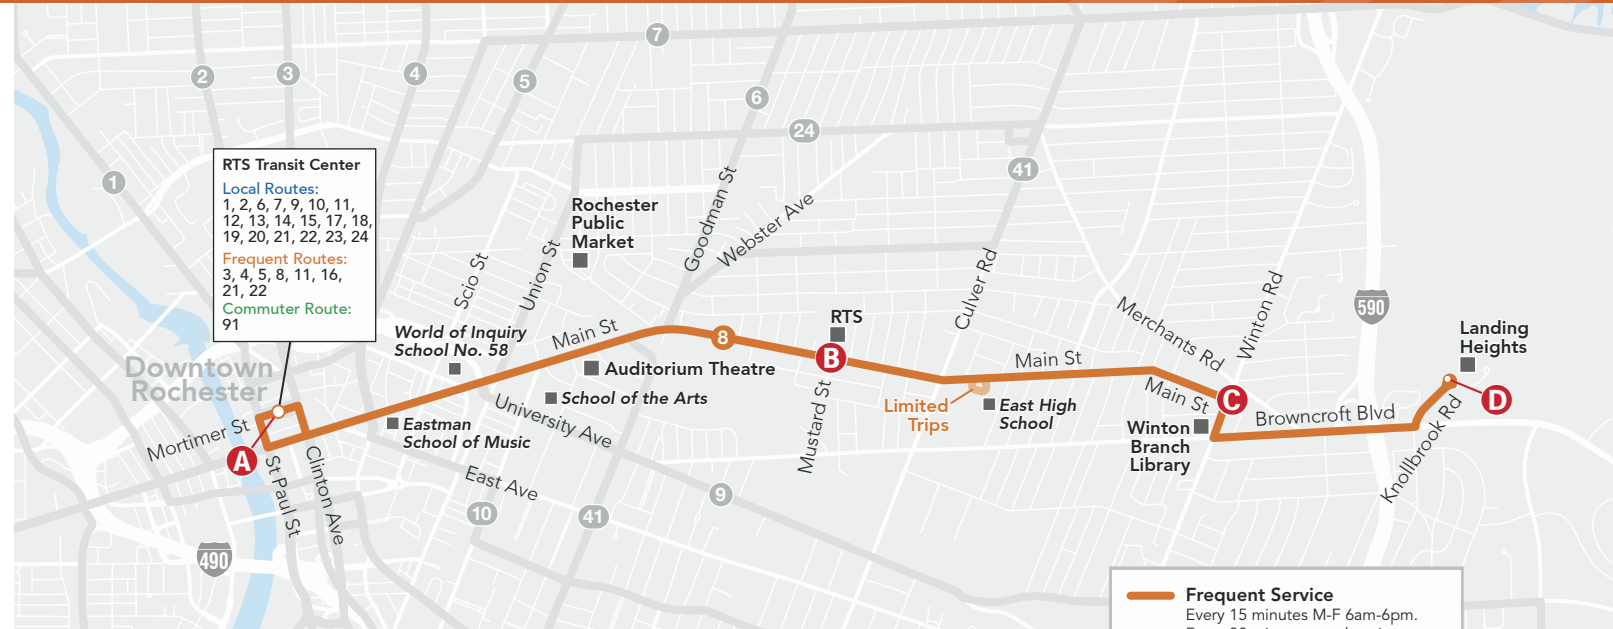 7
2
3
4
5
6
24
1
41
RTS Transit Center
Local Routes:
1, 2, 6, 7, 9, 10, 11,
12, 13, 14, 15, 17, 18,
19, 20, 21, 22, 23, 24
Frequent Routes:
3, 4, 5, 8, 11, 16,
21, 22
Commuter Route:
91
Rochester
Public
Market
Goodman St
Webster Ave
Scio St
Union St
Culver Rd
Winton Rd
Merchants Rd
590
World of Inquiry
School No. 58
Main St
8
RTS
B
Landing
Heights
Downtown
Rochester
Auditorium Theatre
Main St
School of the Arts
University Ave
Limited
Trips
East High
School
Main St
C
D
Browncroft Blvd
Winton
Branch
Library
Knollbrook Rd
Mustard St
Mortimer St
A
Eastman
School of Music
St Paul St
Clinton Ave
East Ave
10
41
9
490
Frequent Service
Every 15 minutes M-F 6am-6pm.